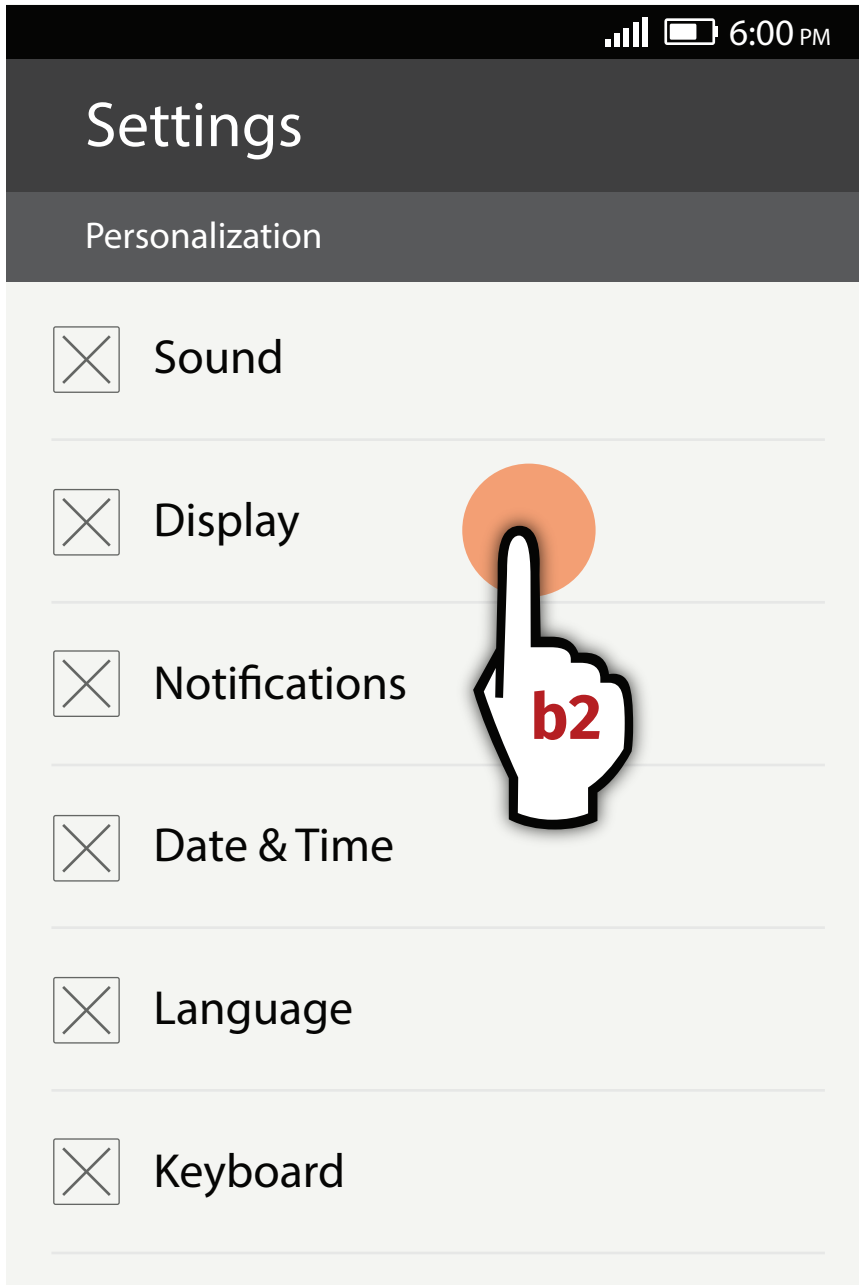 6:00 PM
Settings
Personalization
Sound
Display
Notifications
b2
Date & Time
Language
Keyboard